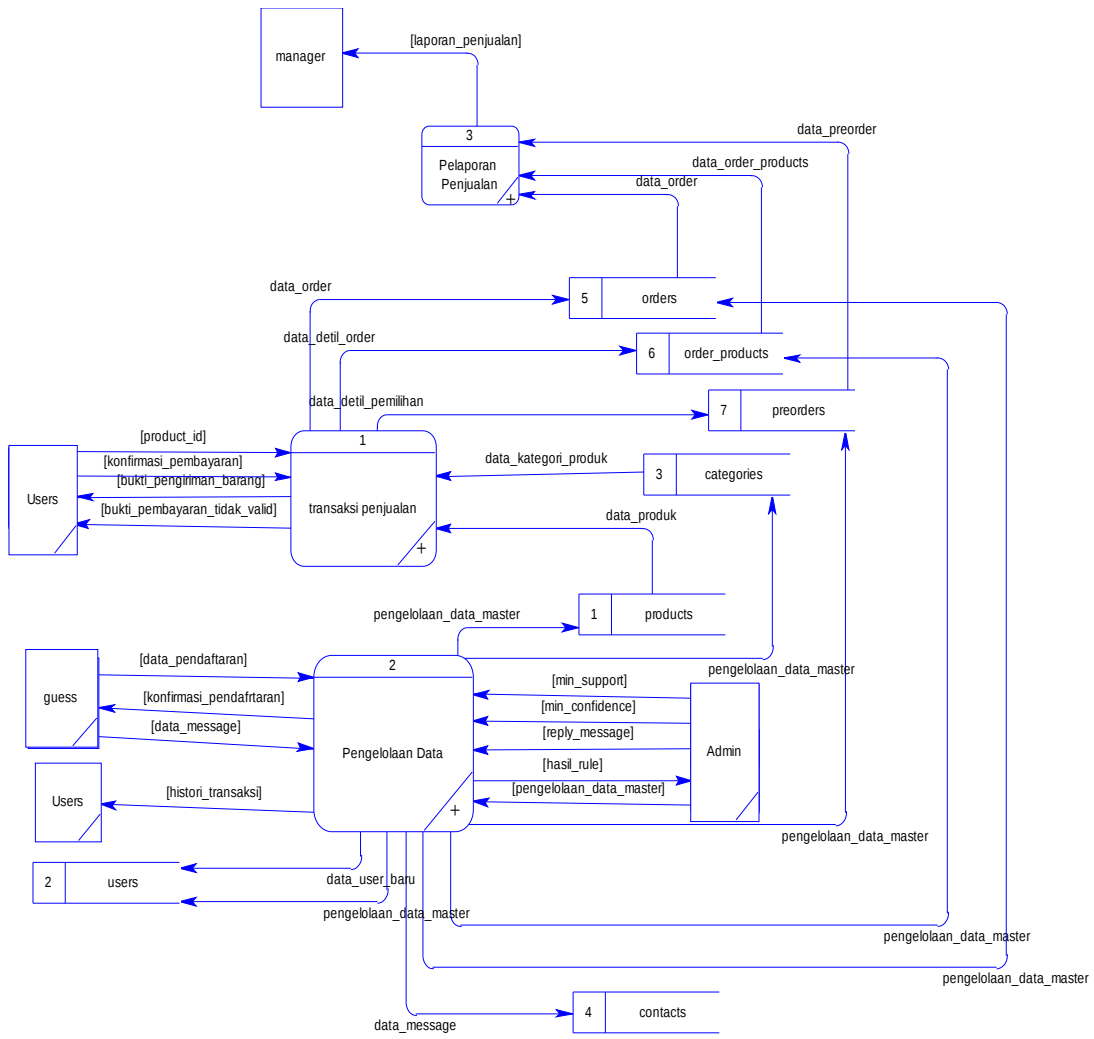 [laporan_penjualan]
manager
data_preorder
3
Pelaporan
Penjualan
+
data_order_products
data_order
data_order
5
orders
data_detil_order
6
order_products
data_detil_pemilihan
7
preorders
[product_id]
[konfirmasi_pembayaran]
[bukti_pengiriman_barang]
[bukti_pembayaran_tidak_valid]
Users
1
transaksi penjualan
+
data_kategori_produk
3
categories
data_produk
pengelolaan_data_master
1
products
pengelolaan_data_master
[data_pendaftaran]
[konfirmasi_pendafrtaran]
[data_message]
guess
2
Pengelolaan Data
+
[min_support]
[min_confidence]
[reply_message]
[hasil_rule]
[pengelolaan_data_master]
Admin
Users
[histori_transaksi]
pengelolaan_data_master
2
users
data_user_baru
pengelolaan_data_master
pengelolaan_data_master
pengelolaan_data_master
data_message
4
contacts